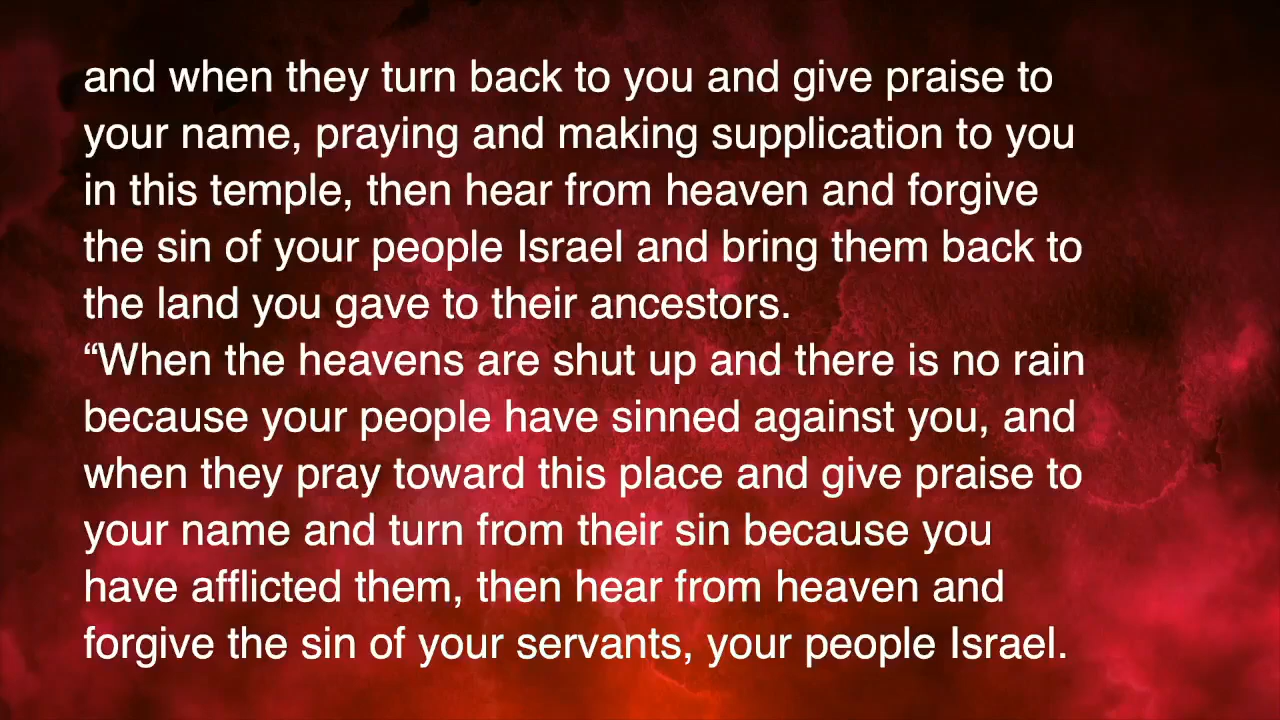 and when they turn back to you and give praise to
your name, praying and making supplication to you
in this temple, then hear from heaven and forgive
the sin of your people Israel and bring them back to
the land you gave to their ancestors.
“When the heavens are shut up and there is no rain
because your people have sinned against you, and
when they pray toward this place and give praise to
your name and turn from their sin because you
have afflicted them, then hear from heaven and
forgive the sin of your servants, your people Israel.